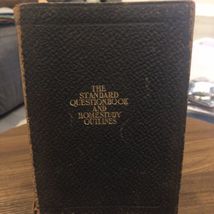 THE
STANDARD
QUESTIONBOOK
AND
HOMESTUDY
OUTLINES